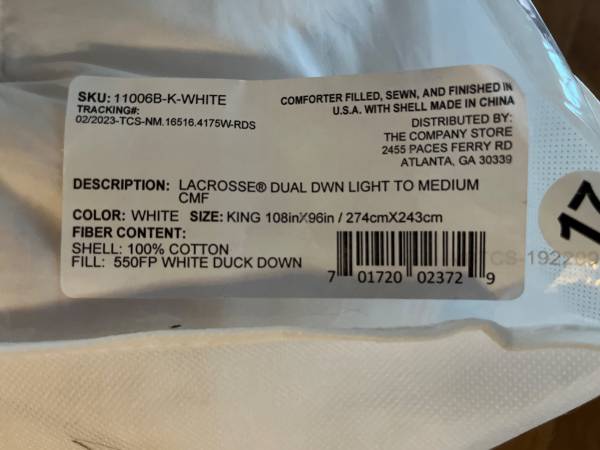 SKU: 11006B-K-WHITE
TRACKING#:
02/2023-TCS-NM.16516.4175W-RDS
COMFORTER FILLED, SEWN, AND FINISHED IN
U.S.A. WITH SHELL MADE IN CHINA
DISTRIBUTED BY:
THE COMPANY STORE
2455 PACES FERRY RD
ATLANTA, GA 30339
DESCRIPTION: LACROSSE® DUAL DWN LIGHT TO MEDIUM
CMF
COLOR: WHITE SIZE: KING 108inX96in / 274cmX243cm
FIBER CONTENT:
SHELL: 100% COTTON
FILL: 550FP WHITE DUCK DOWN
7 01720 02372 9
17